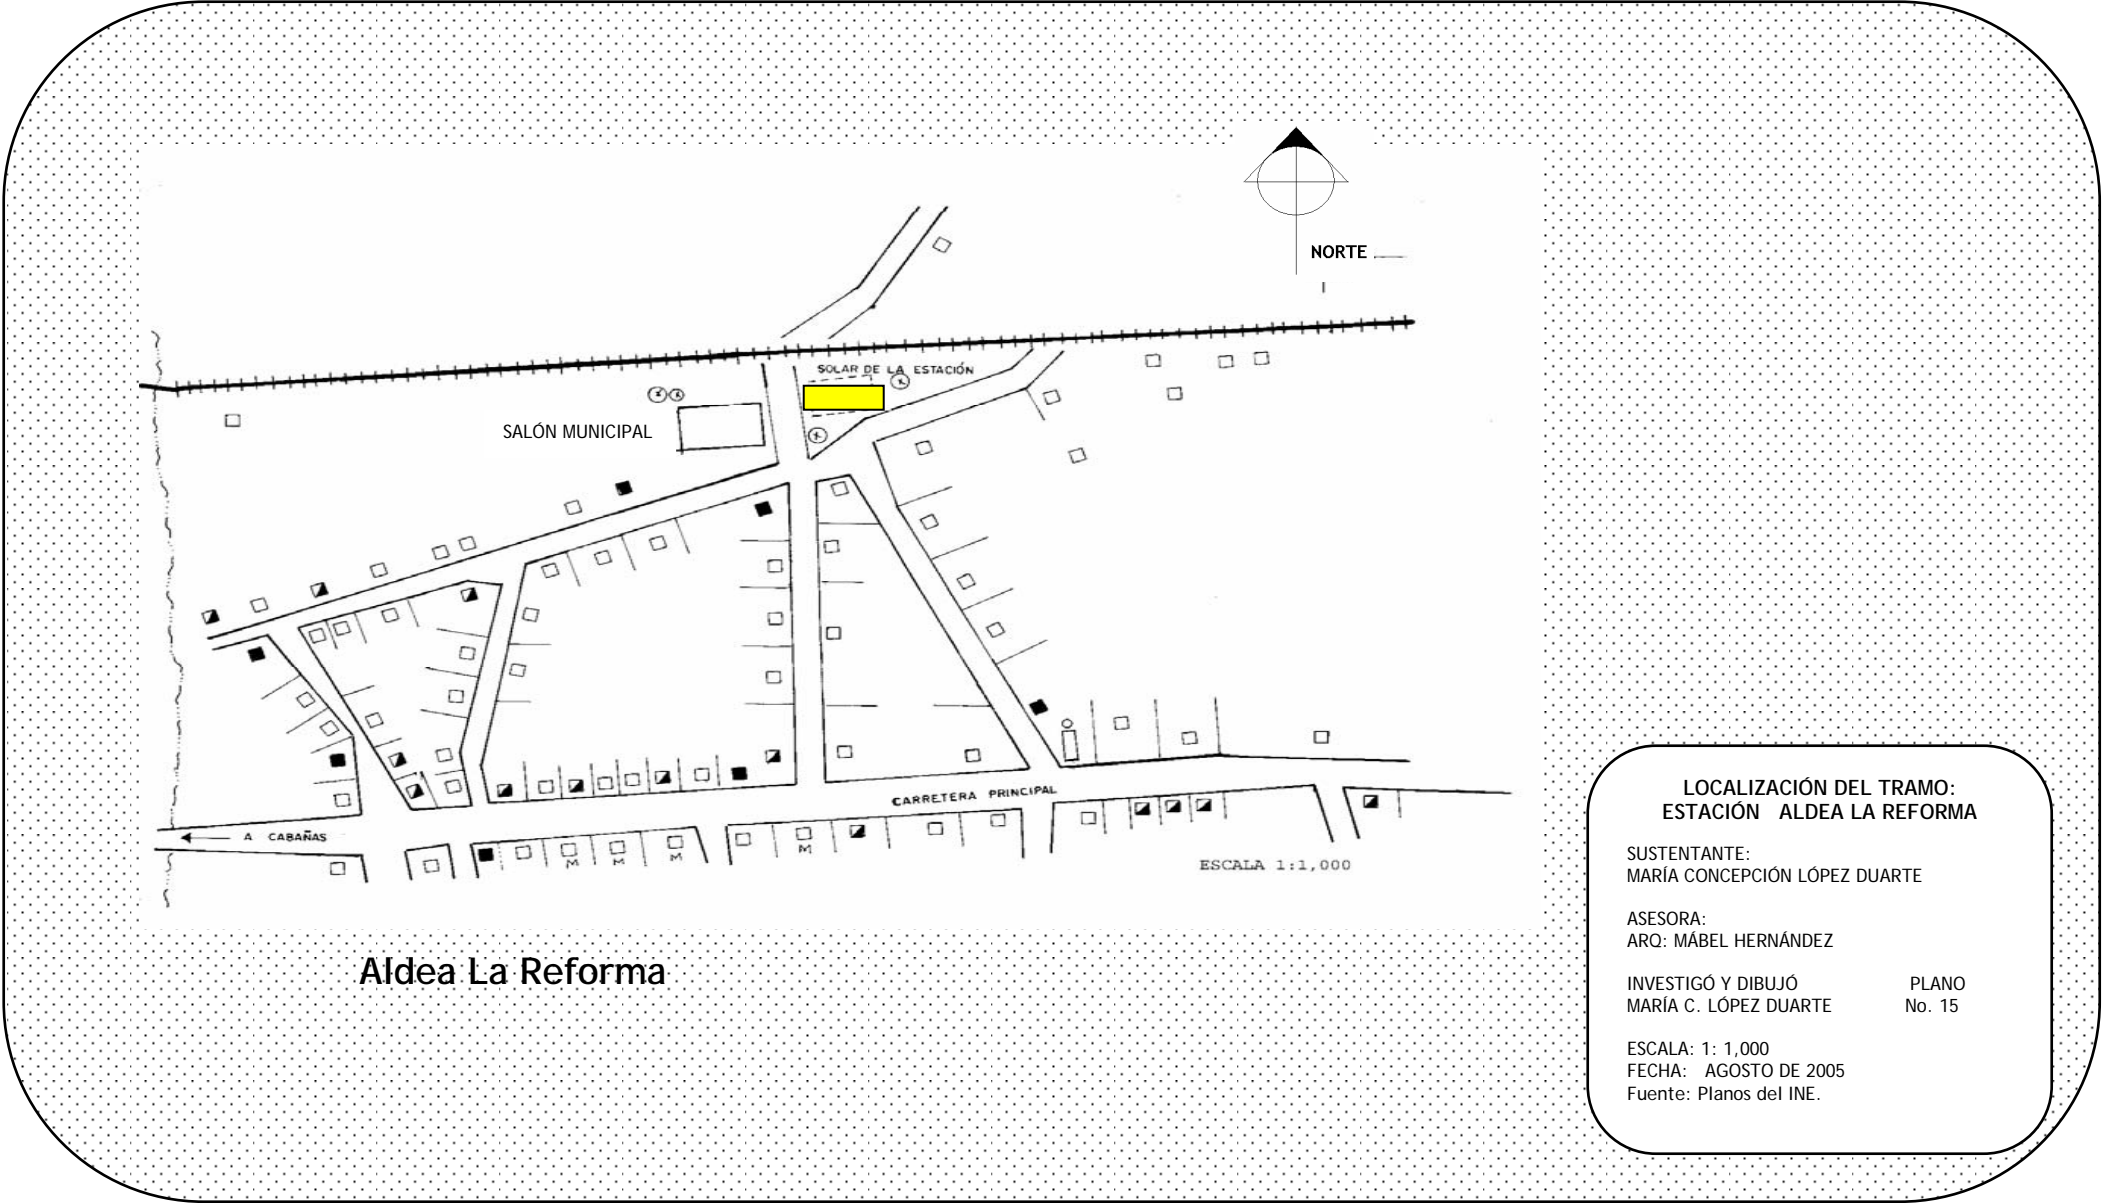 NORTE
SOLAR DE LA ESTACIÓN
SALÓN MUNICIPAL
CARRETERA PRINCIPAL
A CABAÑAS
M
M
M
M
ESCALA 1:1,000
Aldea La Reforma
LOCALIZACIÓN DEL TRAMO:
ESTACIÓN ALDEA LA REFORMA
SUSTENTANTE:
MARÍA CONCEPCIÓN LÓPEZ DUARTE
ASESORA:
ARQ: MÁBEL HERNÁNDEZ
INVESTIGÓ Y DIBUJÓ PLANO
MARÍA C. LÓPEZ DUARTE No. 15
ESCALA: 1: 1,000
FECHA: AGOSTO DE 2005
Fuente: Planos del INE.